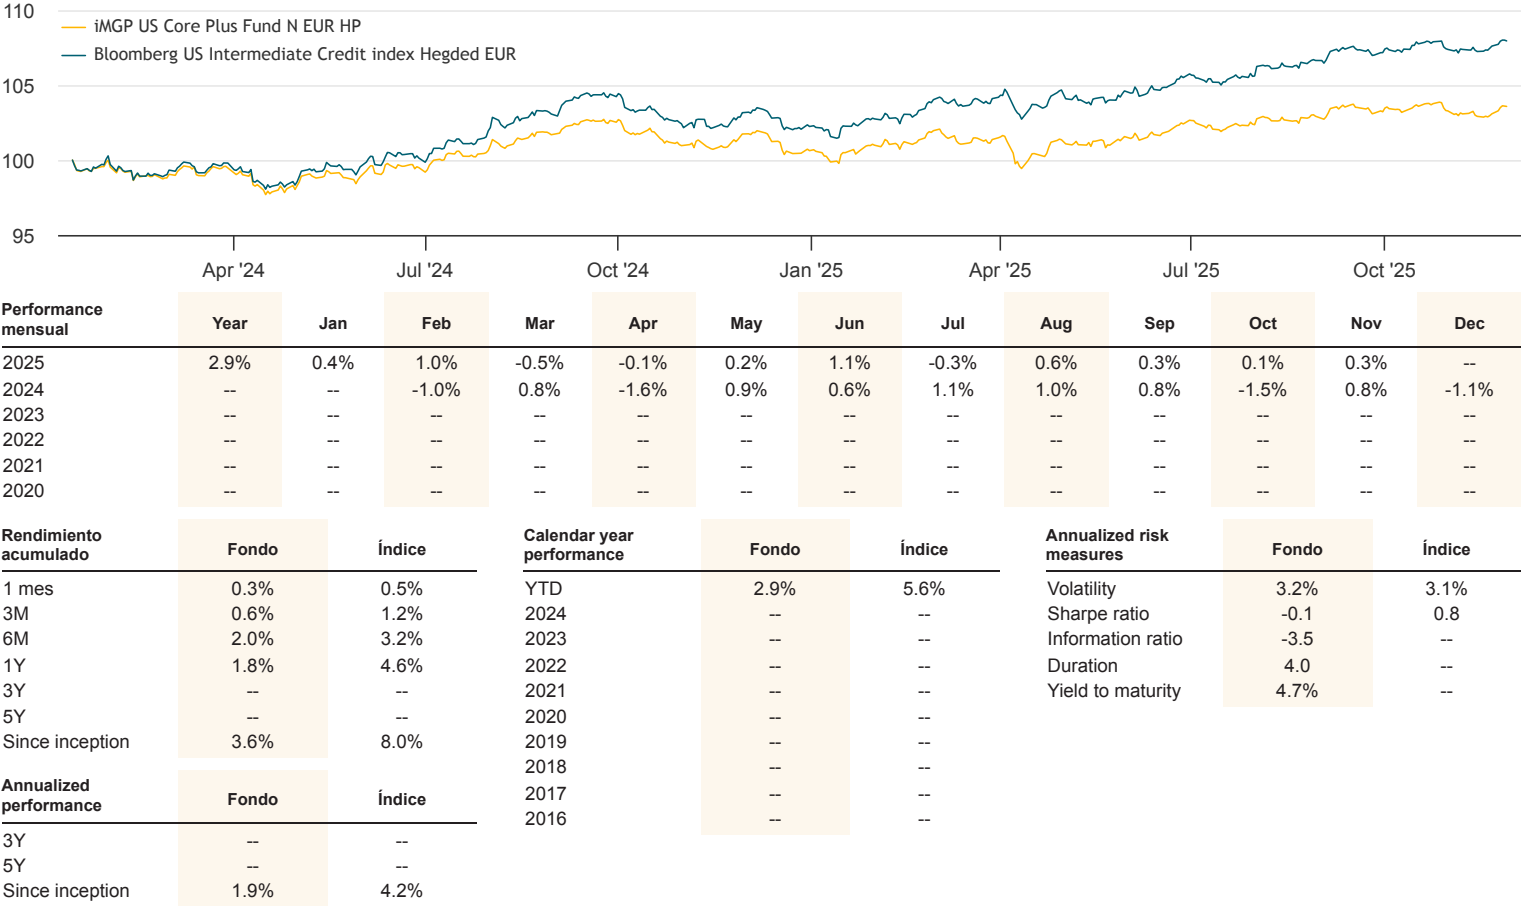 110
iMGP US Core Plus Fund N EUR HP
Bloomberg US Intermediate Credit index Hegded EUR
105
100
95
Apr '24 Jul '24 Oct '24 Jan '25 Apr '25 Jul '25 Oct '25
Performance
mensual Year Jan Feb Mar Apr May Jun Jul Aug Sep Oct Nov Dec
2025 2.9% 0.4% 1.0% -0.5% -0.1% 0.2% 1.1% -0.3% 0.6% 0.3% 0.1% 0.3% --
2024 -- -- -1.0% 0.8% -1.6% 0.9% 0.6% 1.1% 1.0% 0.8% -1.5% 0.8% -1.1%
2023 -- -- -- -- -- -- -- -- -- -- -- -- --
2022 -- -- -- -- -- -- -- -- -- -- -- -- --
2021 -- -- -- -- -- -- -- -- -- -- -- -- --
2020 -- -- -- -- -- -- -- -- -- -- -- -- --
Rendimiento
acumulado Fondo Índice
1 mes 0.3% 0.5%
3M 0.6% 1.2%
6M 2.0% 3.2%
1Y 1.8% 4.6%
3Y -- --
5Y -- --
Since inception 3.6% 8.0%
Annualized
performance Fondo Índice
3Y -- --
5Y -- --
Since inception 1.9% 4.2%
Calendar year
performance Fondo Índice
YTD 2.9% 5.6%
2024 -- --
2023 -- --
2022 -- --
2021 -- --
2020 -- --
2019 -- --
2018 -- --
2017 -- --
2016 -- --
Annualized risk
measures Fondo Índice
Volatility 3.2% 3.1%
Sharpe ratio -0.1 0.8
Information ratio -3.5 --
Duration 4.0 --
Yield to maturity 4.7% --